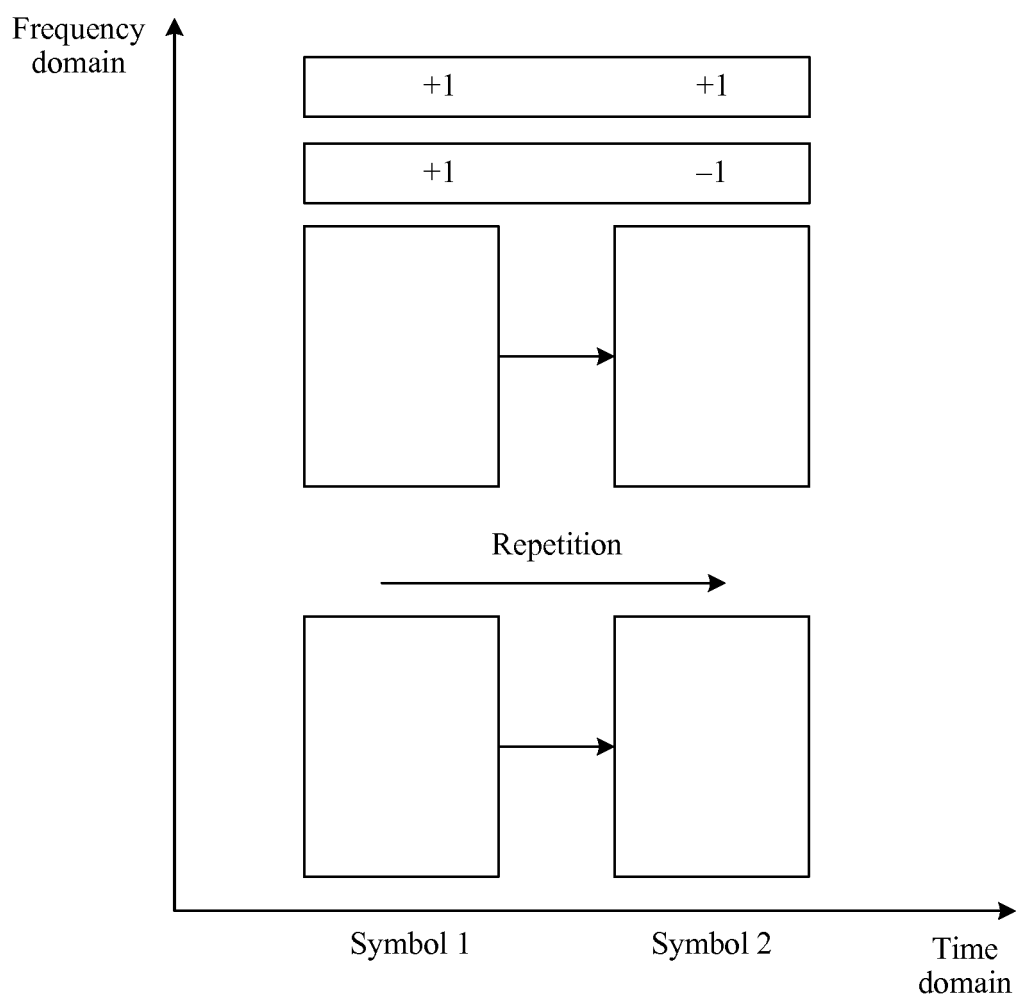 Frequency
domain
+1 +1
+1 –1
Repetition
Symbol 1 Symbol 2
Time
domain